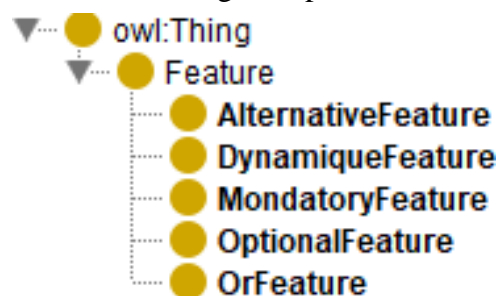 owl:Thing
Feature
AlternativeFeature
DynamiqueFeature
MondatoryFeature
OptionalFeature
OrFeature